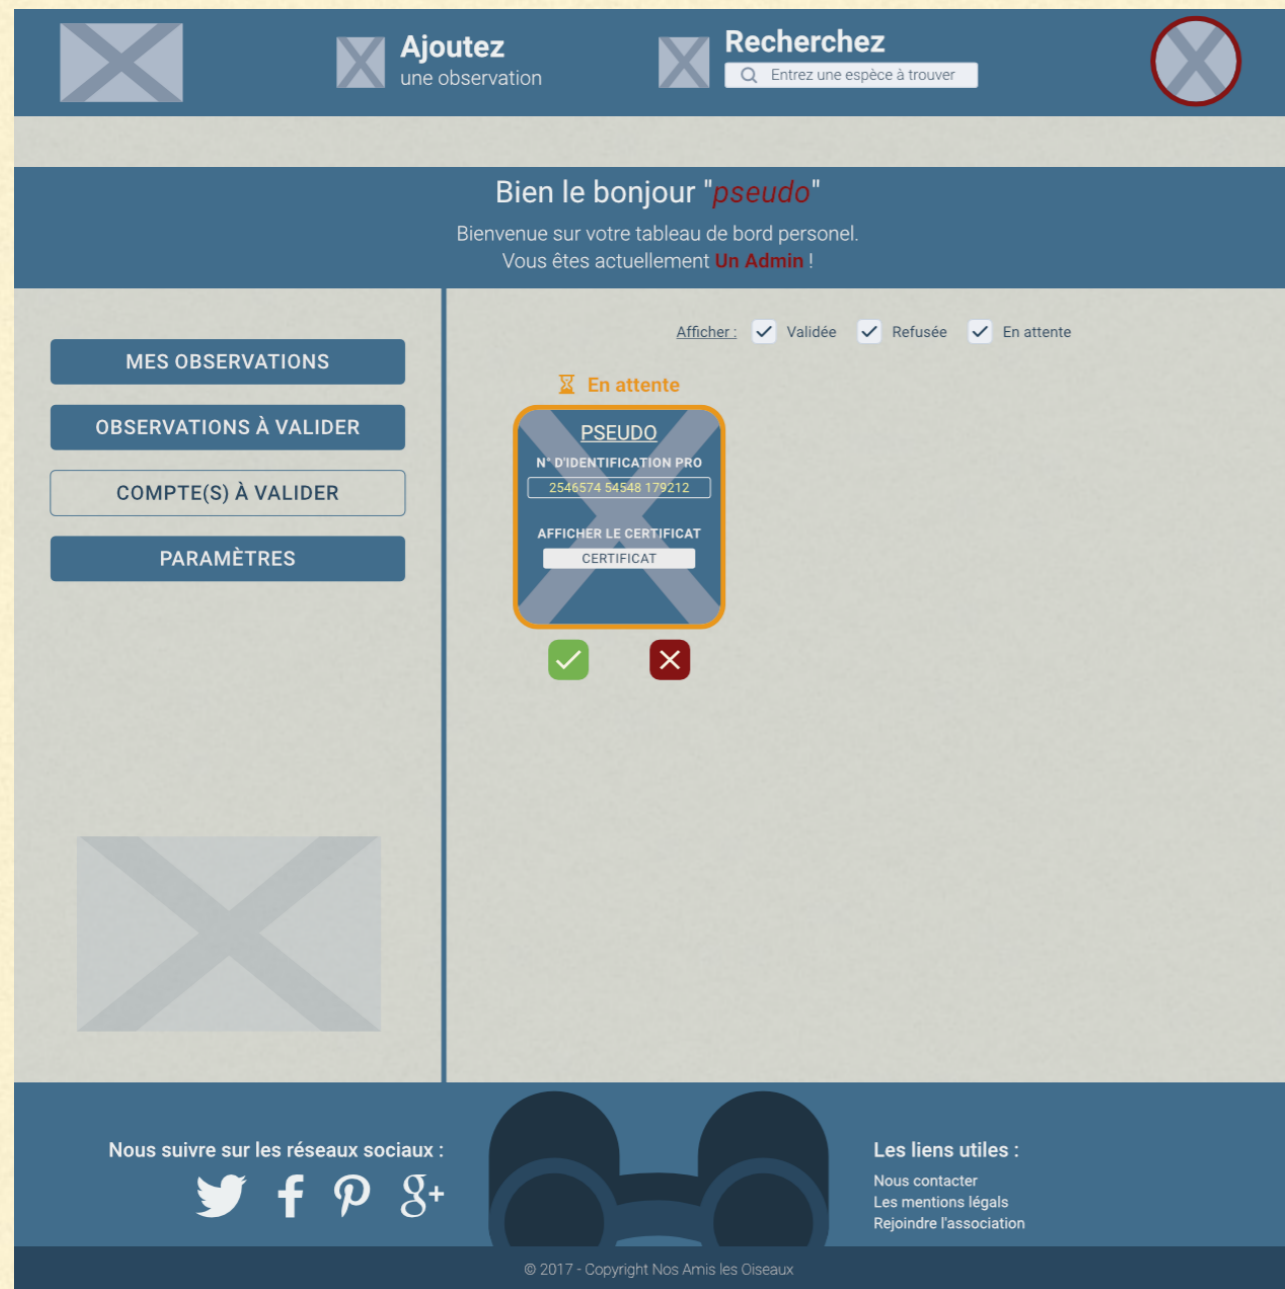 Ajoutez
une observation
Recherchez
Entrez une espèce à trouver
Bien le bonjour "pseudo"
Bienvenue sur votre tableau de bord personel.
Vous êtes actuellement Un Admin !
MES OBSERVATIONS
OBSERVATIONS À VALIDER
COMPTE(S) À VALIDER
PARAMÈTRES
Afficher : Validée Refusée En attente
En attente
PSEUDO
N° D'IDENTIFICATION PRO
2546574 54548 179212
AFFICHER LE CERTIFICAT
CERTIFICAT
Nous suivre sur les réseaux sociaux :
Les liens utiles :
Nous contacter
Les mentions légals
Rejoindre l'association
© 2017 - Copyright Nos Amis les Oiseaux